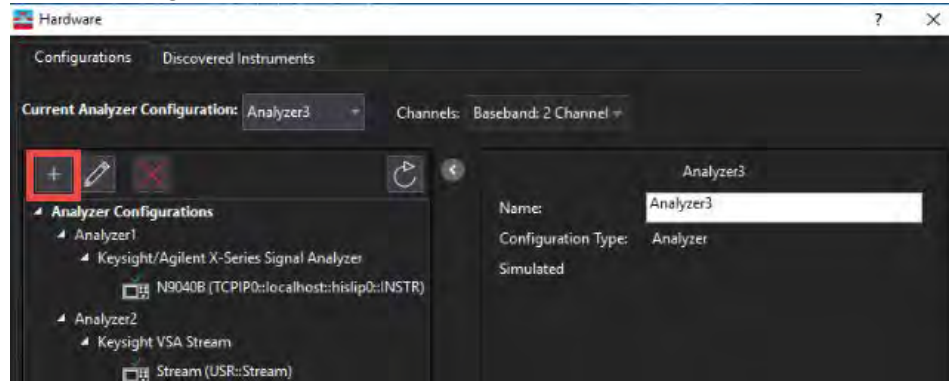 Hardware
Configurations Discovered Instruments
Current Analyzer Configuration: Analyzer3 Channels: Baseband: 2 Channel
Analyzer3
Analyzer Configurations
Name: Analyzer3
Analyzer1
Configuration Type: Analyzer
Keysight/Agilent X-Series Signal Analyzer
Simulated
N9040B (TCPIP0::localhost::hislip0::INSTR)
Analyzer2
Keysight VSA Stream
Stream (USR::Stream)